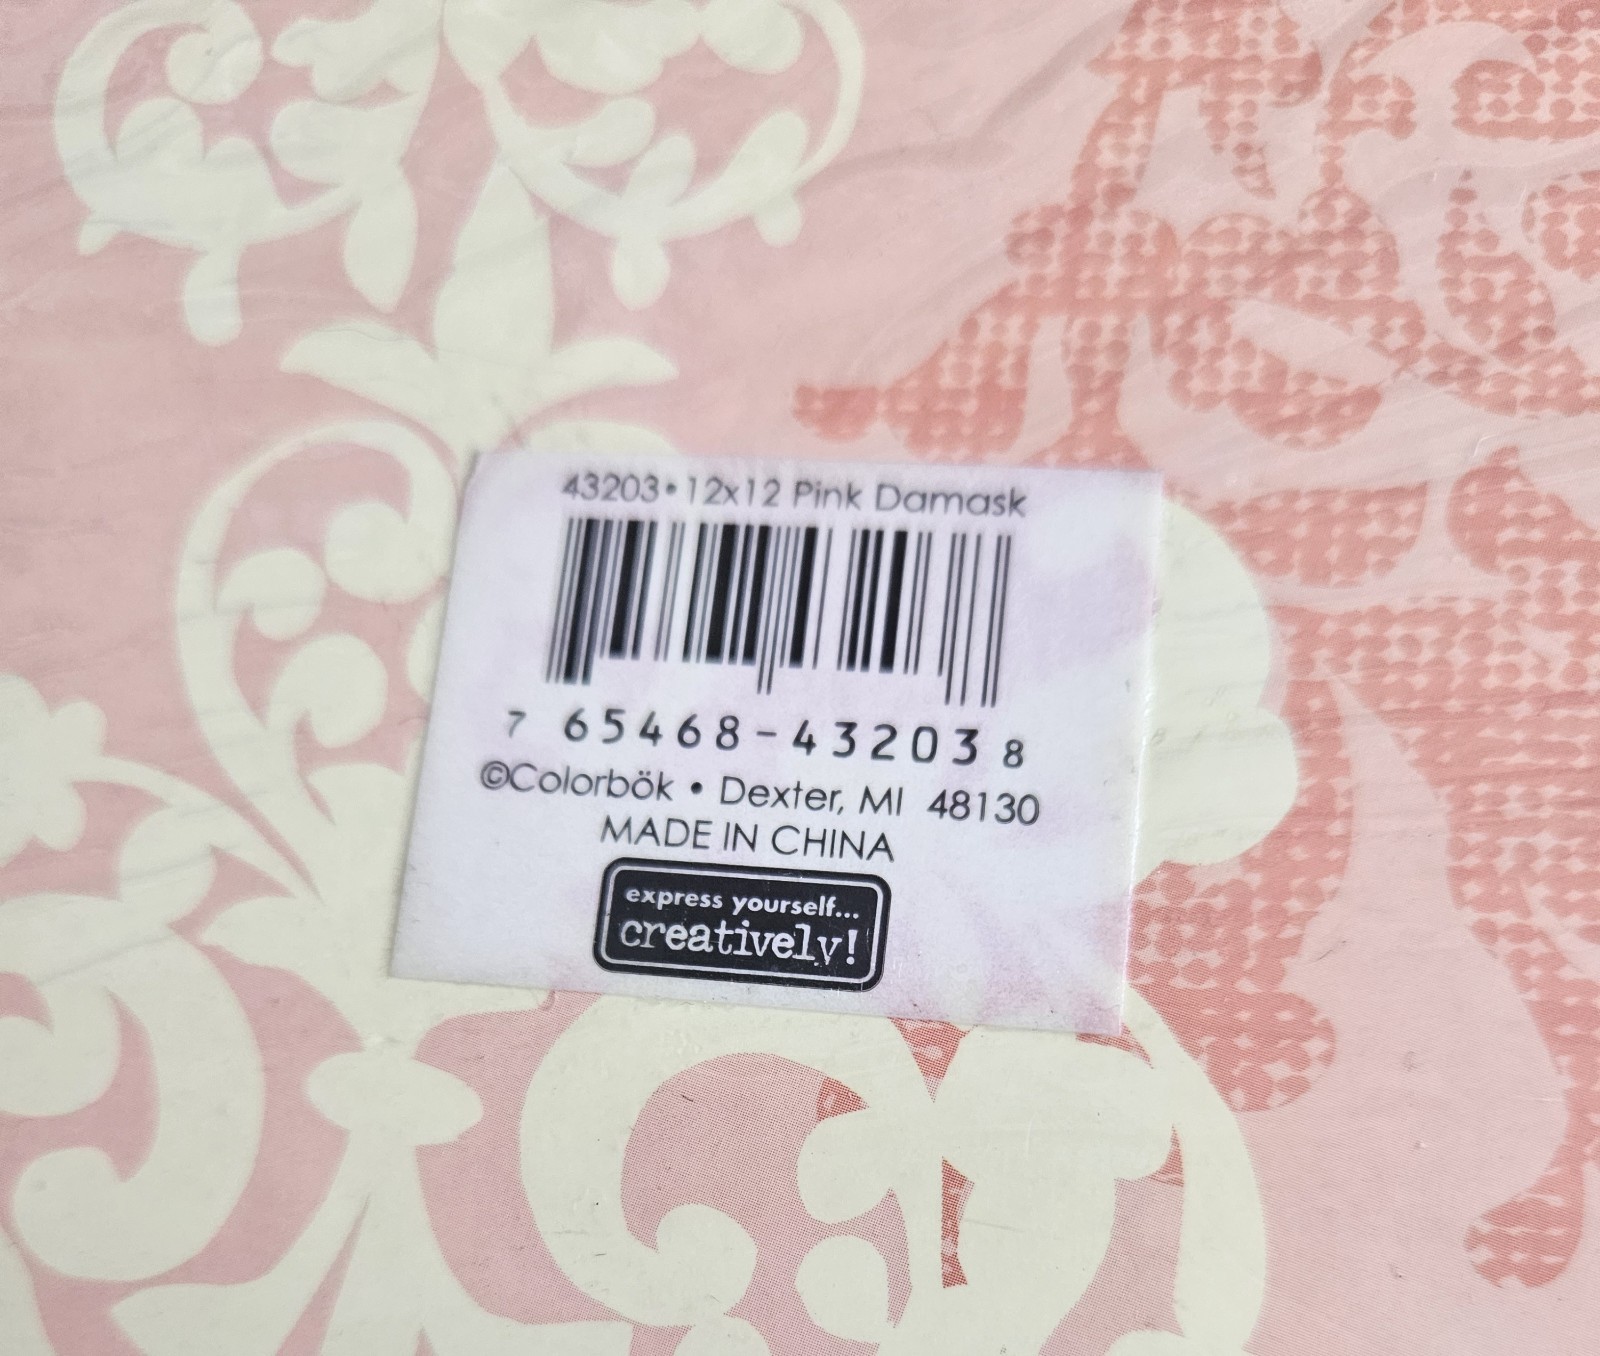 43203•12x12 Pink Damask
7 65468-43203 8
©Colorbök • Dexter, MI 48130
MADE IN CHINA
express yourself...
creatively!